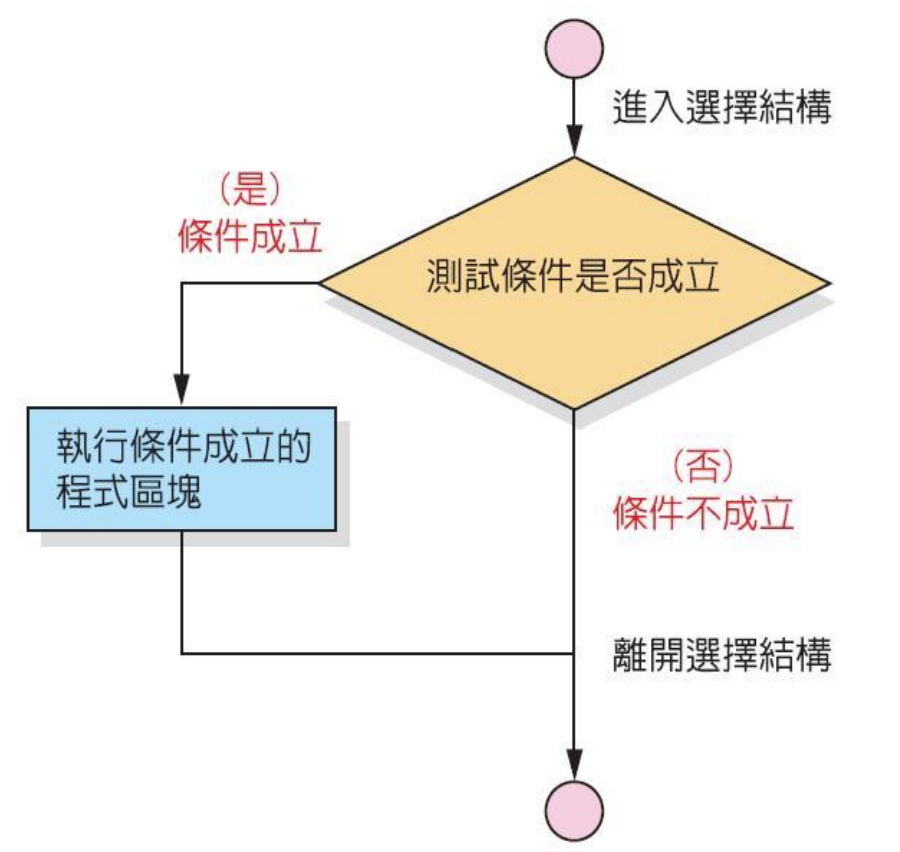 進入選擇結構
（是）
條件成立
測試條件是否成立
執行條件成立的
程式區塊
（否）
條件不成立
離開選擇結構